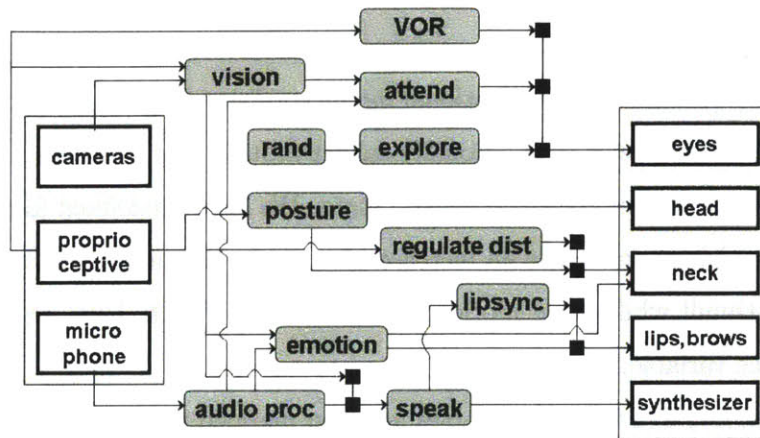 VOR
vision
attend
cameras
rand
explore
eyes
posture
head
proprio
ceptive
regulate dist
neck
lipsync
micro
phone
emotion
lips,brows
audio proc
speak
synthesizer